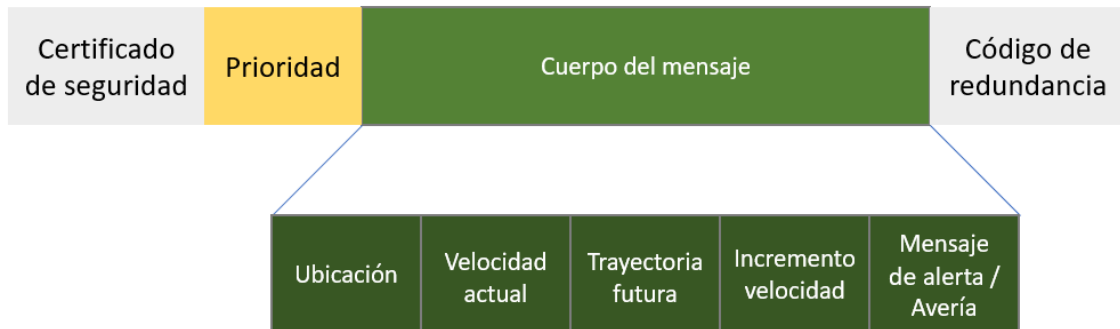 Certificado
de seguridad
Prioridad
Cuerpo del mensaje
Código de
redundancia
Ubicación
Velocidad
actual
Trayectoria
futura
Incremento
velocidad
Mensaje
de alerta /
Avería